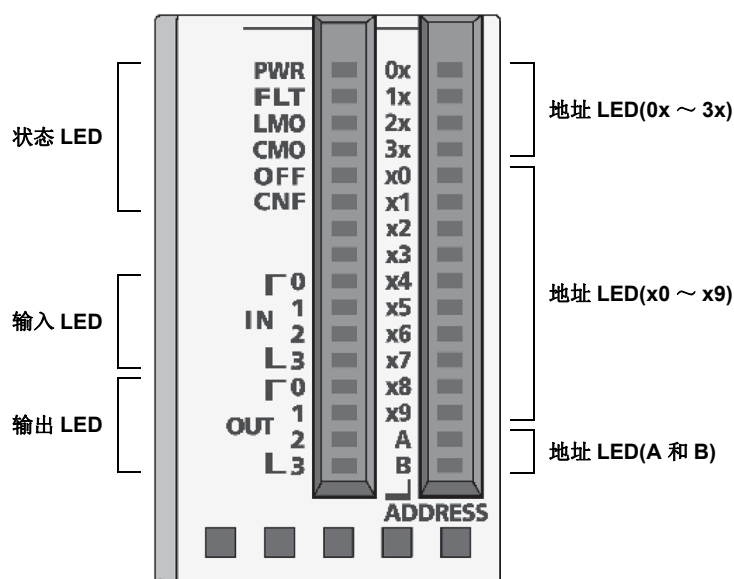 状态 LED
输入 LED
输出 LED
PWR
FLT
LMO
CMO
OFF
CNF
IN
0
1
2
3
OUT
0
1
2
3
0x
1x
2x
3x
x0
x1
x2
x3
x4
x5
x6
x7
x8
x9
A
B
ADDRESS
地址 LED(0x ～ 3x)
地址 LED(x0 ～ x9)
地址 LED(A 和 B)